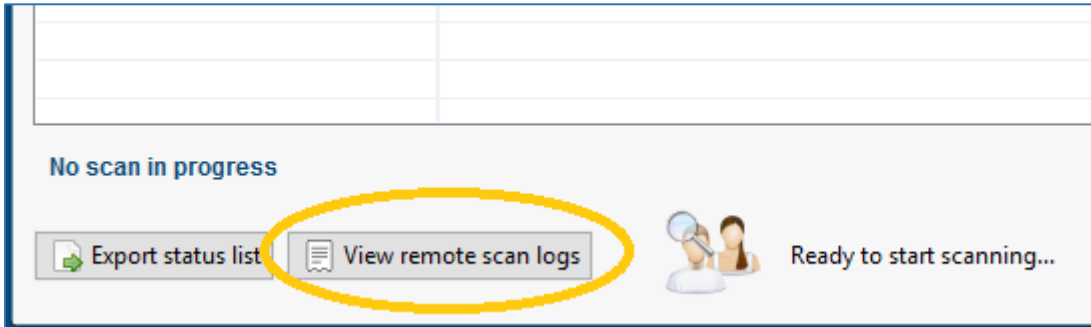 No scan in progress
Export status list
View remote scan logs
Ready to start scanning...